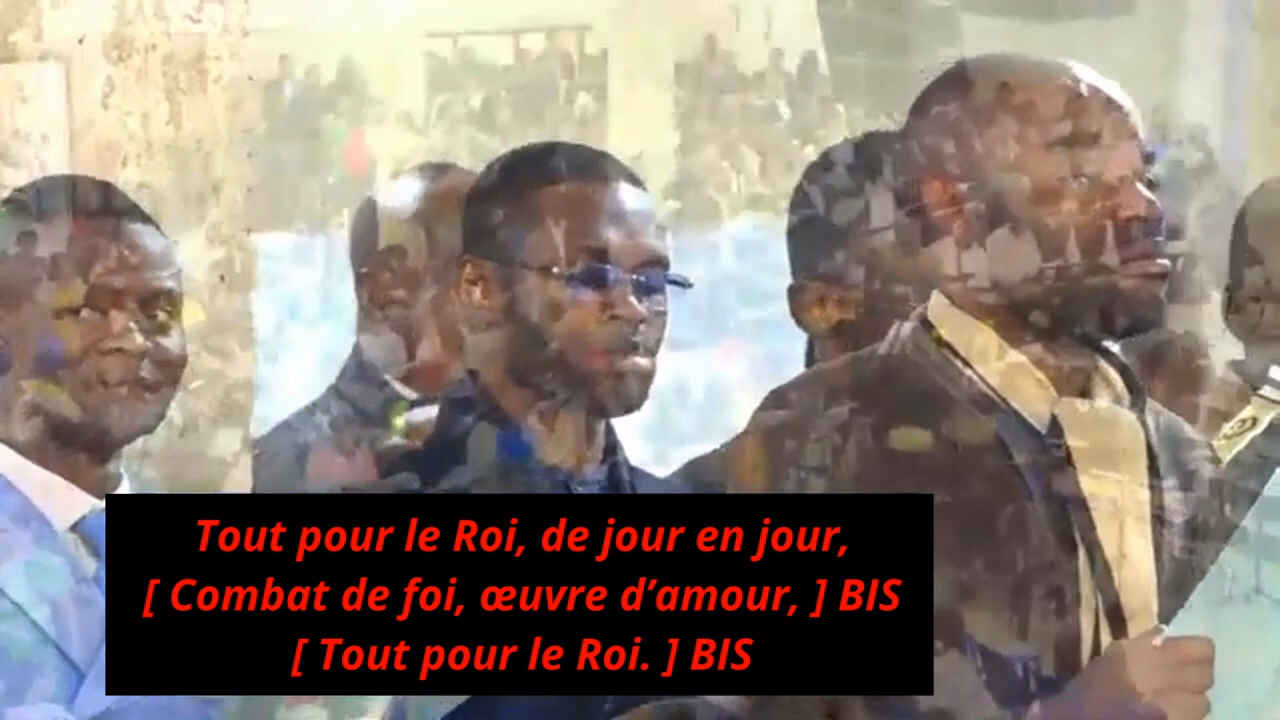 Tout pour le Roi, de jour en jour,
[ Combat de foi, œuvre d’amour, ] BIS
[ Tout pour le Roi. ] BIS